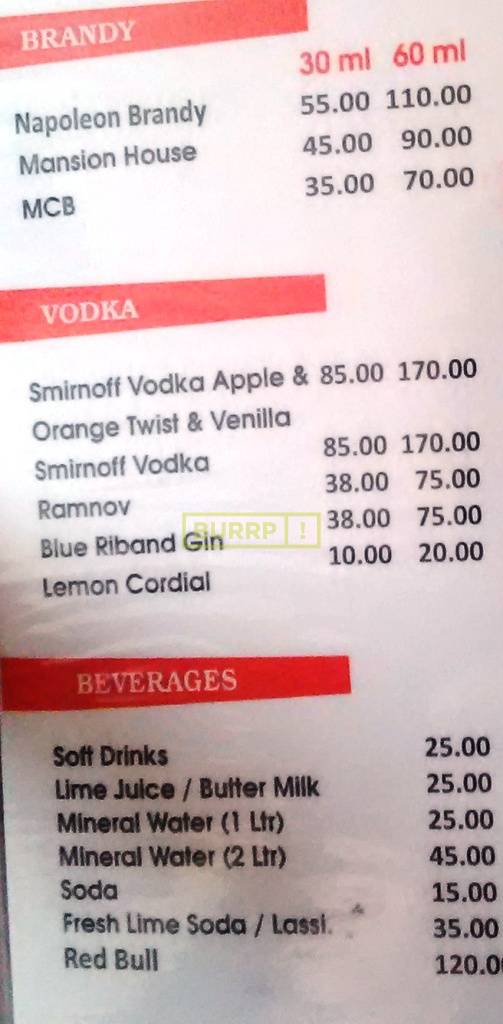 BRANDY
30 ml 60 ml
Napoleon Brandy 55.00 110.00
Mansion House 45.00 90.00
MCB 35.00 70.00
VODKA
Smirnoff Vodka Apple & 85.00 170.00
Orange Twist & Venilla
Smirnoff Vodka 85.00 170.00
Ramnov 38.00 75.00
Blue Riband Gin 38.00 75.00
Lemon Cordial 10.00 20.00
BURRP !
BEVERAGES
Soft Drinks 25.00
Lime Juice / Butter Milk 25.00
Mineral Water (1 Ltr) 25.00
Mineral Water (2 Ltr) 45.00
Soda 15.00
Fresh Lime Soda / Lassi. 35.00
Red Bull 120.0